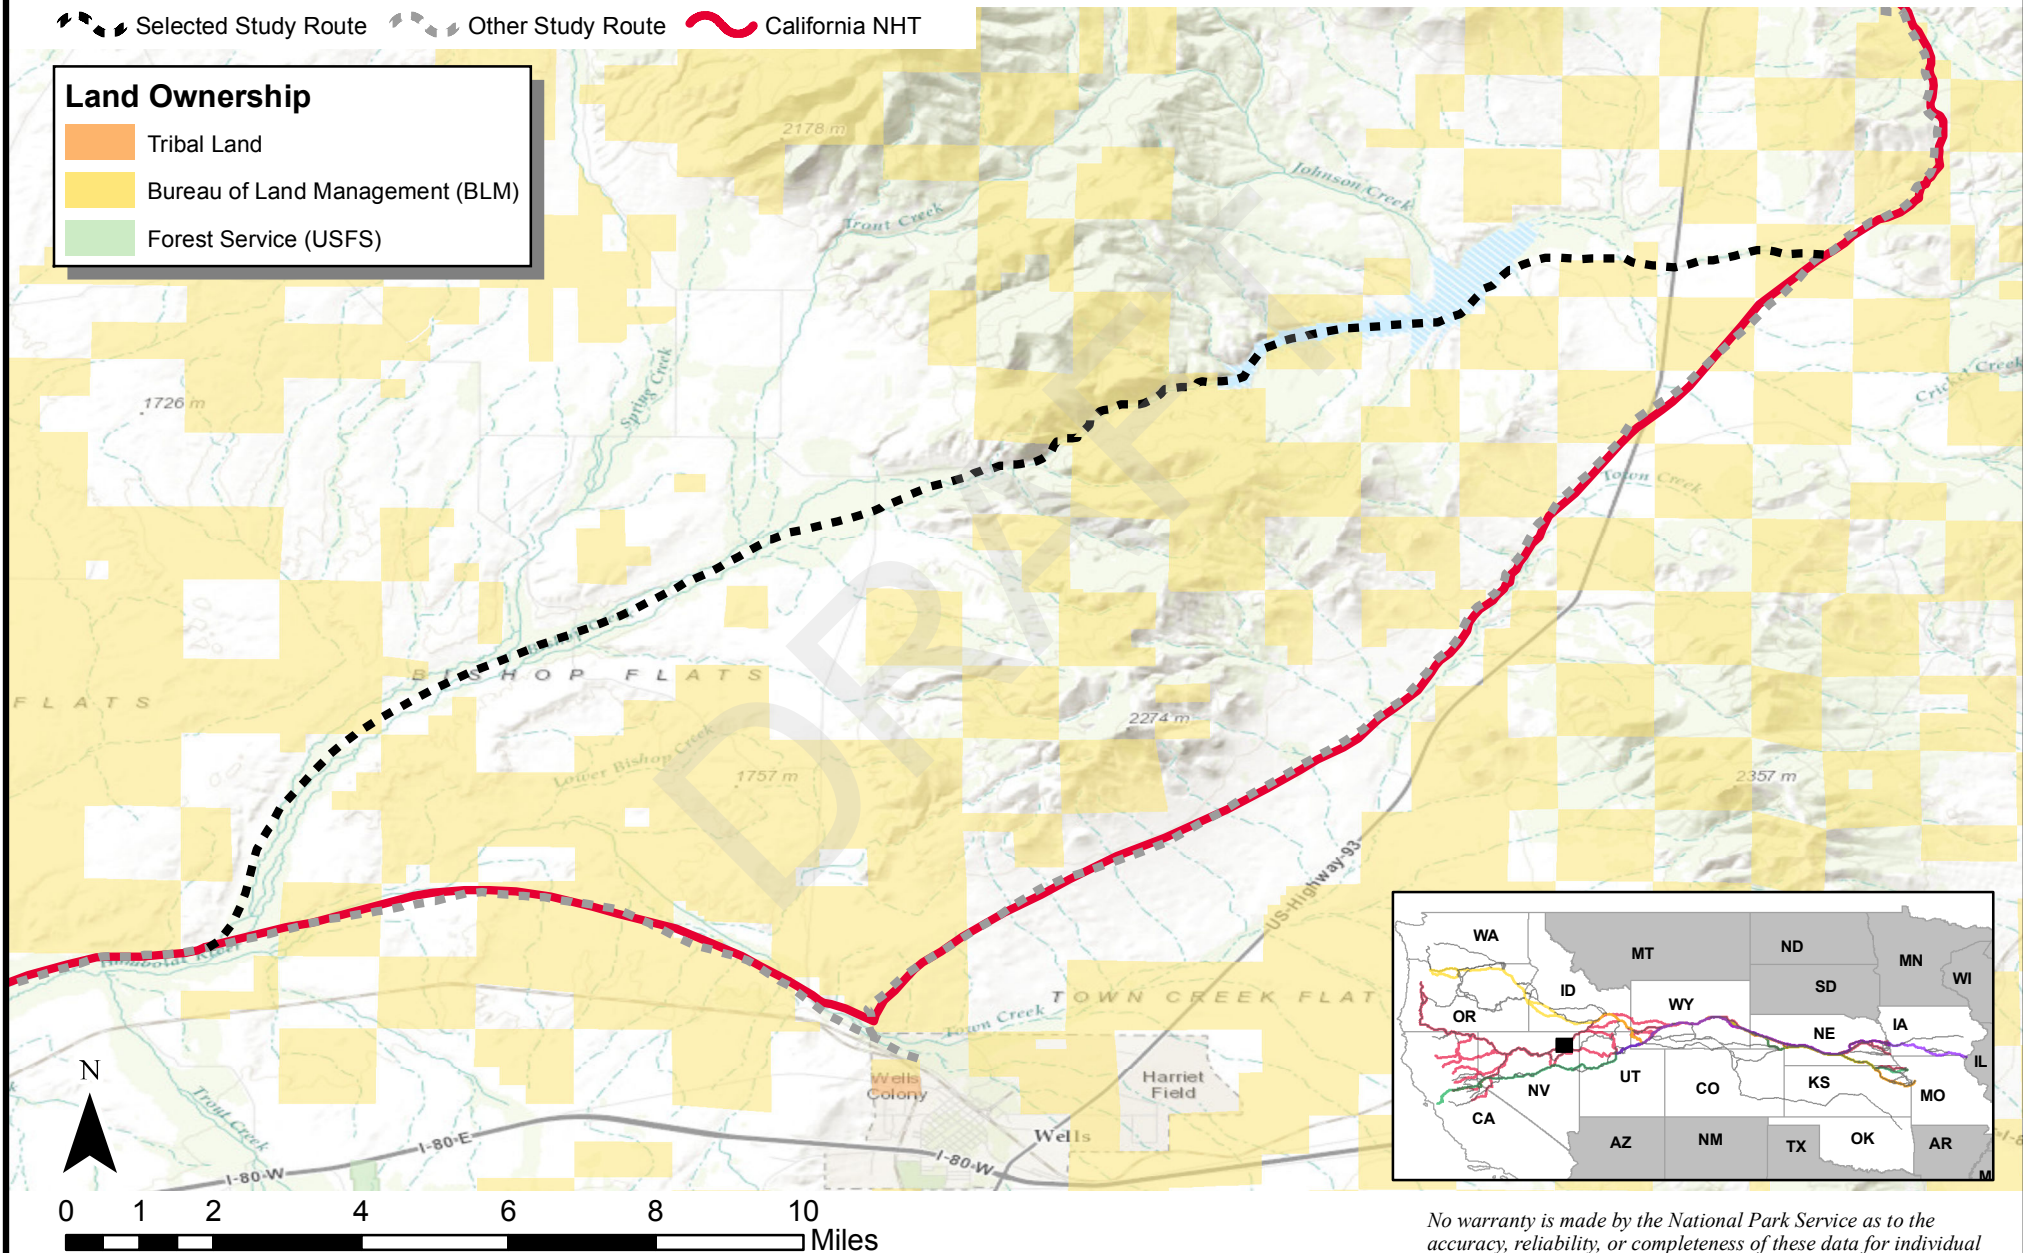 Selected Study Route Other Study Route California NHT
Land Ownership
Tribal Land
Bureau of Land Management (BLM)
Forest Service (USFS)
2178 m
Johnson Creek
Trout Creek
1726 m
Spring Creek
Cricket Creek
Town Creek
BISHOP FLATS
FLATS
2274 m
Lower Bishop Creek
1757 m
2357 m
DRAFT
US-Highway-93
Humboldt River
TOWN CREEK FLAT
Town Creek
Wells
Colony
Harriet
Field
Wells
Trout Creek
I-80-E
I-80-W
I-80-W
N
WA
MT
ND
MN
WI
SD
ID
OR
WY
IA
NE
IL
NV
UT
CO
KS
MO
CA
AZ
NM
TX
OK
AR
0 1 2 4 6 8 10
Miles
No warranty is made by the National Park Service as to the
accuracy, reliability, or completeness of these data for individual